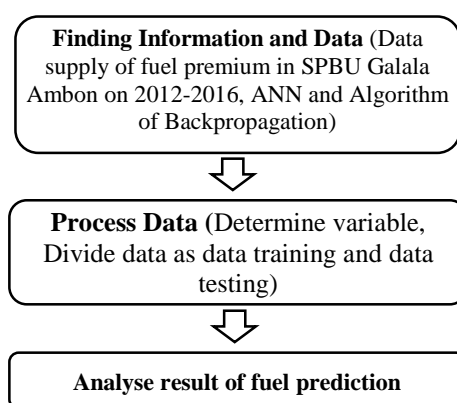 Finding Information and Data (Data
supply of fuel premium in SPBU Galala
Ambon on 2012-2016, ANN and Algorithm
of Backpropagation)
Process Data (Determine variable,
Divide data as data training and data
testing)
Analyse result of fuel prediction